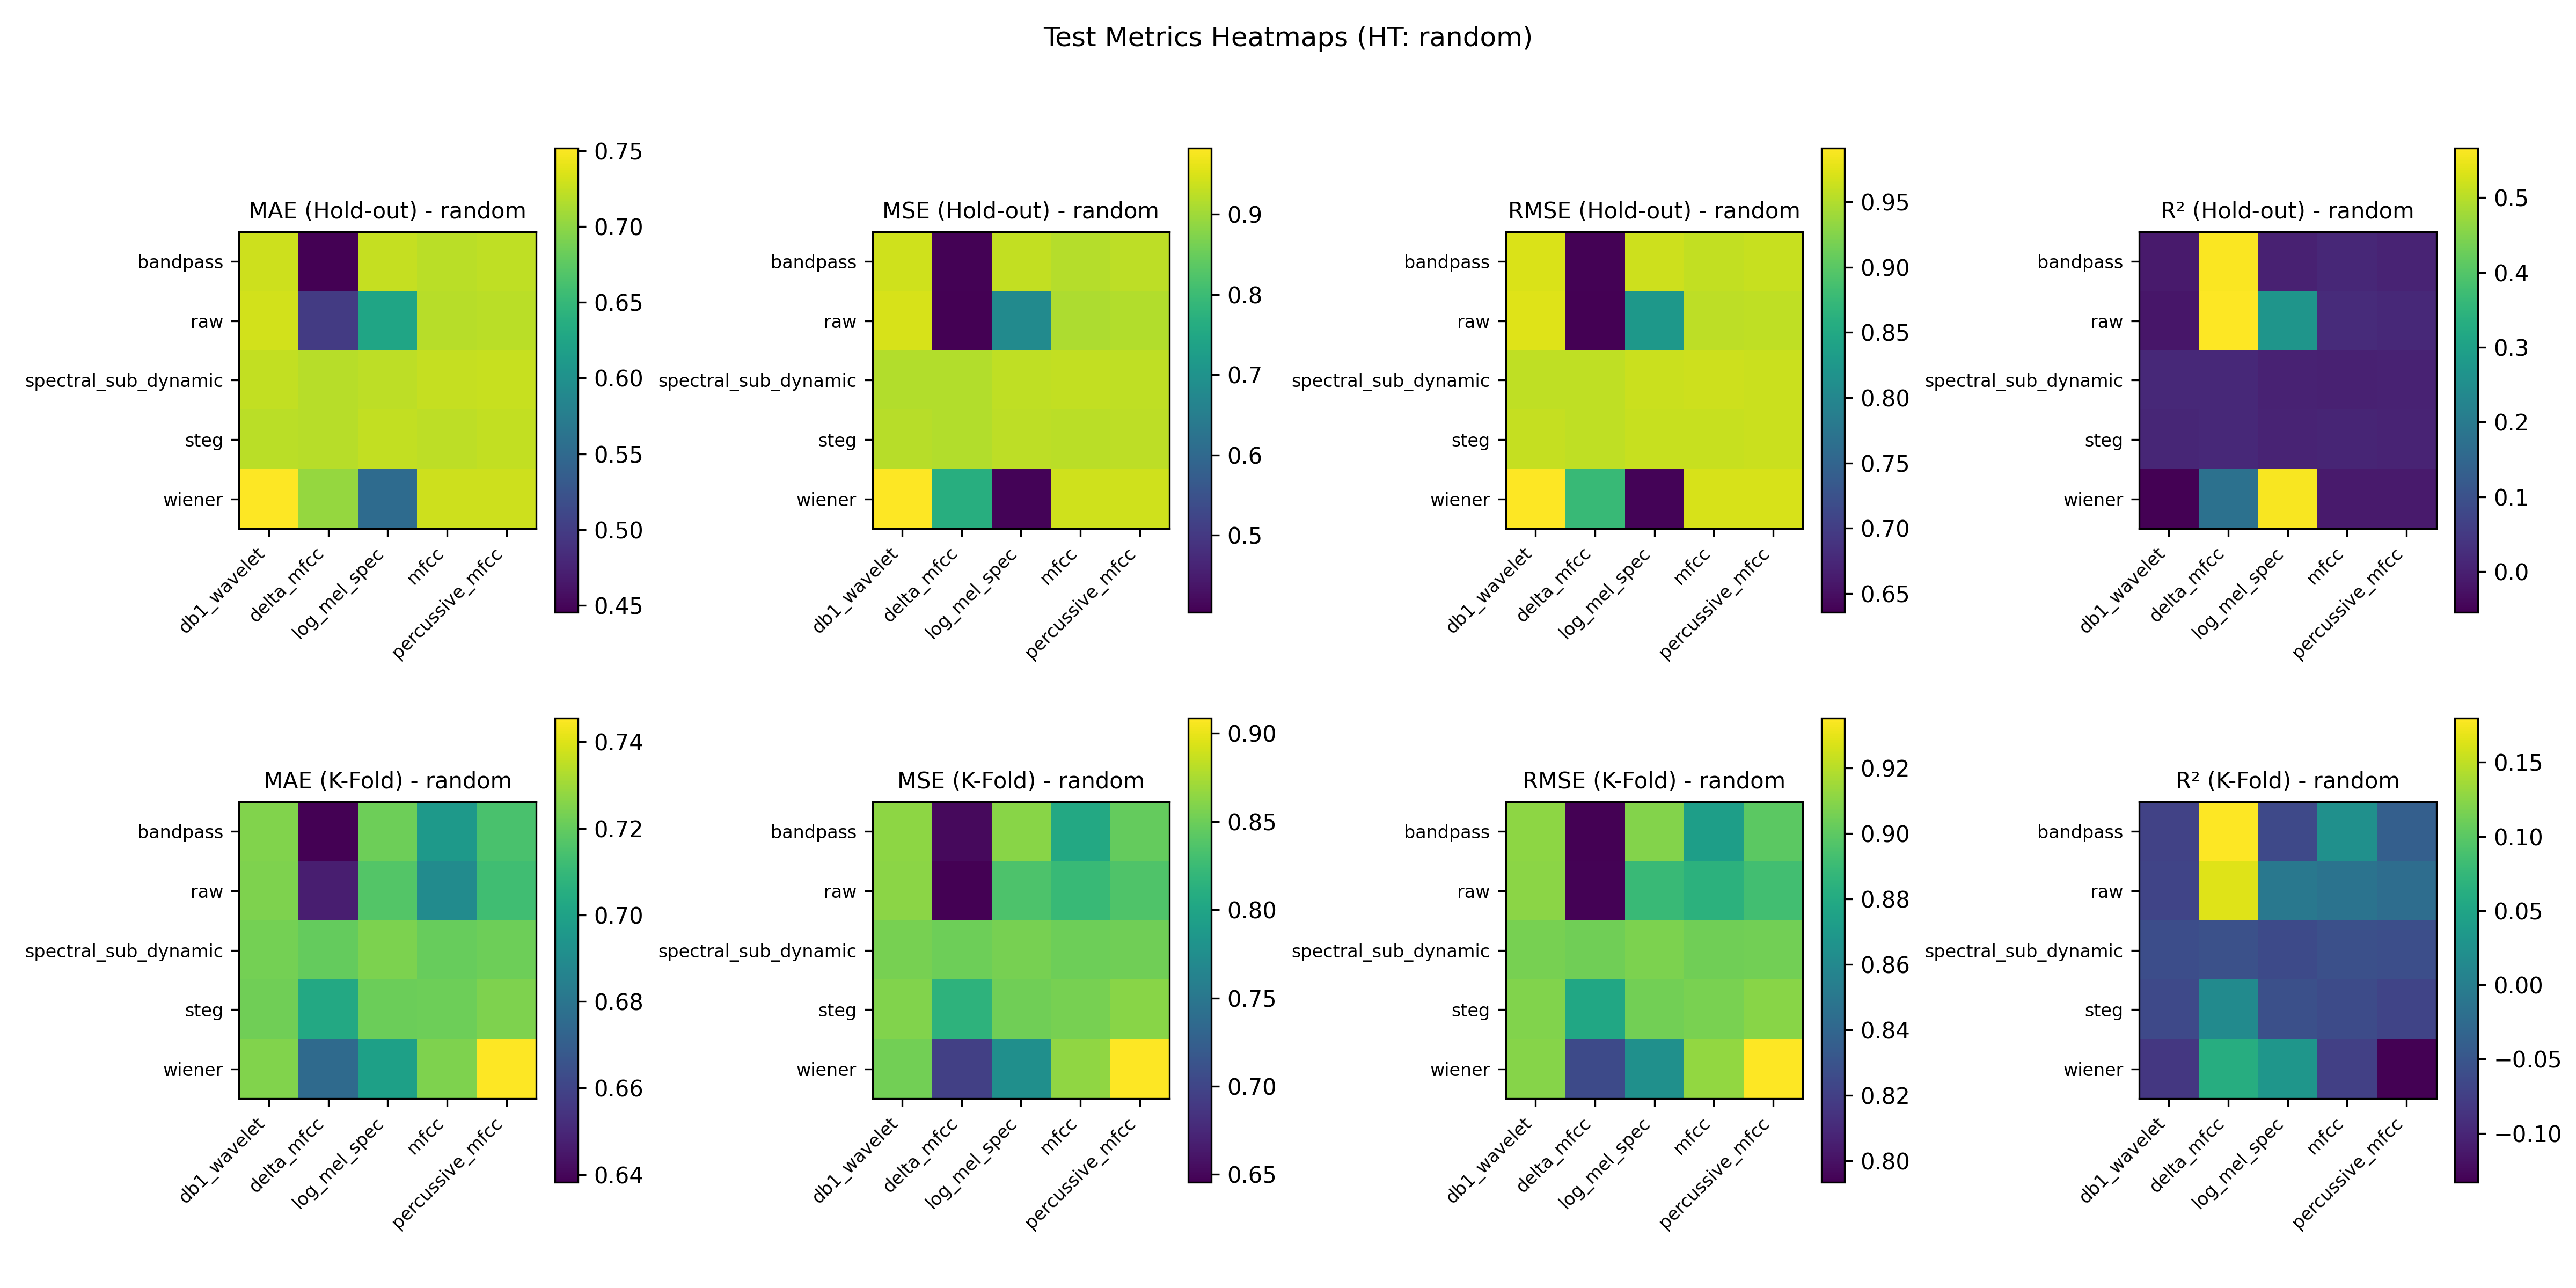 Test Metrics Heatmaps (HT: random)
MAE (Hold-out) - random
bandpass
raw
spectral_sub_dynamic
steg
wiener
db1_wavelet
delta_mfcc
log_mel_spec
mfcc
percussive_mfcc
0.75
0.70
0.65
0.60
0.55
0.50
0.45
MSE (Hold-out) - random
bandpass
raw
spectral_sub_dynamic
steg
wiener
db1_wavelet
delta_mfcc
log_mel_spec
mfcc
percussive_mfcc
0.9
0.8
0.7
0.6
0.5
RMSE (Hold-out) - random
bandpass
raw
spectral_sub_dynamic
steg
wiener
db1_wavelet
delta_mfcc
log_mel_spec
mfcc
percussive_mfcc
0.95
0.90
0.85
0.80
0.75
0.70
0.65
R² (Hold-out) - random
bandpass
raw
spectral_sub_dynamic
steg
wiener
db1_wavelet
delta_mfcc
log_mel_spec
mfcc
percussive_mfcc
0.5
0.4
0.3
0.2
0.1
0.0
MAE (K-Fold) - random
bandpass
raw
spectral_sub_dynamic
steg
wiener
db1_wavelet
delta_mfcc
log_mel_spec
mfcc
percussive_mfcc
0.74
0.72
0.70
0.68
0.66
0.64
MSE (K-Fold) - random
bandpass
raw
spectral_sub_dynamic
steg
wiener
db1_wavelet
delta_mfcc
log_mel_spec
mfcc
percussive_mfcc
0.90
0.85
0.80
0.75
0.70
0.65
RMSE (K-Fold) - random
bandpass
raw
spectral_sub_dynamic
steg
wiener
db1_wavelet
delta_mfcc
log_mel_spec
mfcc
percussive_mfcc
0.92
0.90
0.88
0.86
0.84
0.82
0.80
R² (K-Fold) - random
bandpass
raw
spectral_sub_dynamic
steg
wiener
db1_wavelet
delta_mfcc
log_mel_spec
mfcc
percussive_mfcc
0.15
0.10
0.05
0.00
−0.05
−0.10